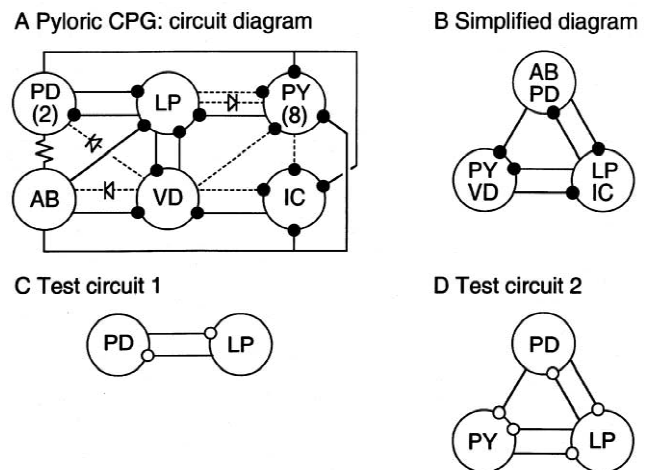 A Pyloric CPG: circuit diagram
PD
(2)
LP
PY
(8)
AB
VD
IC
B Simplified diagram
AB
PD
PY
VD
LP
IC
C Test circuit 1
PD
LP
D Test circuit 2
PD
PY
LP